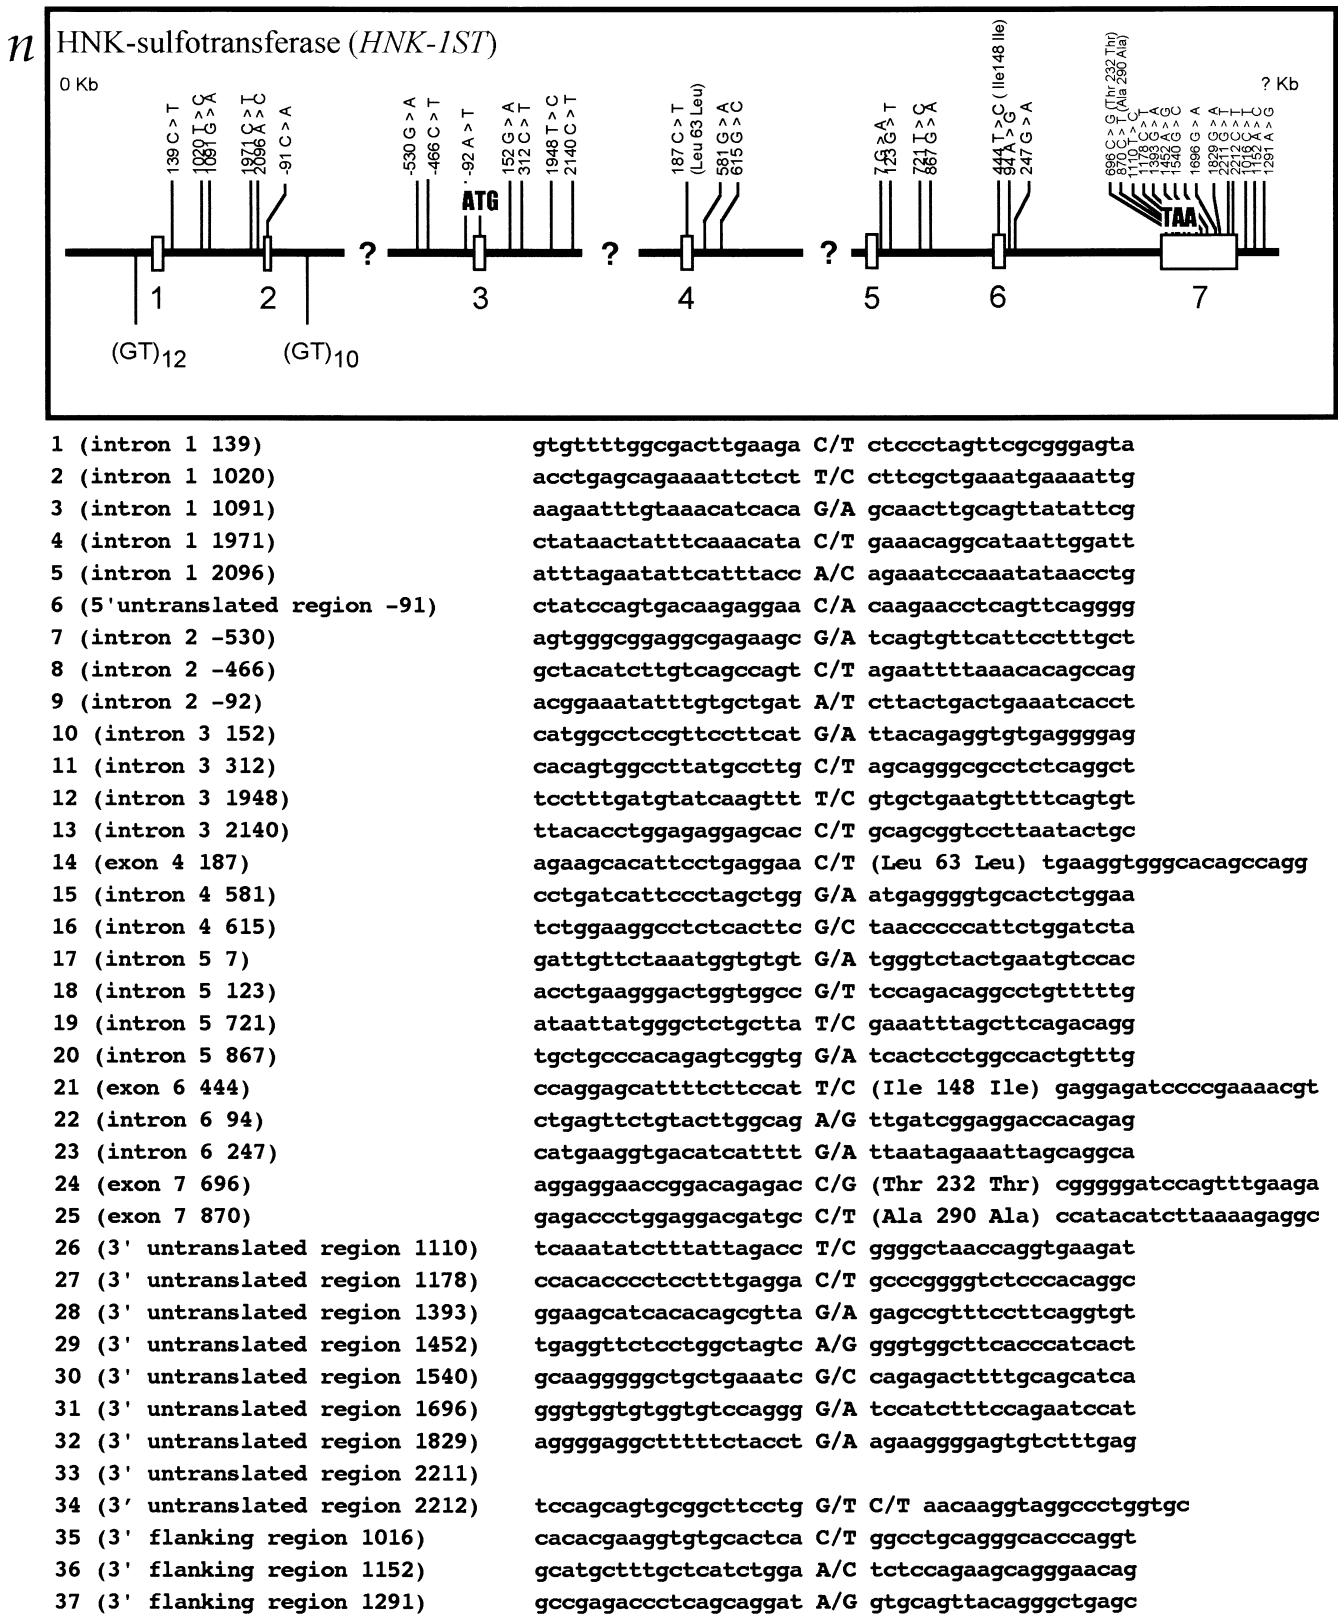 n
HNK-sulfotransferase (HNK-1ST)
0 Kb
? Kb
139 C > T
1020 T > C
1091 G > A
1971 C > T
2096 A > C
-91 C > A
-530 G > A
-466 C > T
-92 A > T
152 G > A
312 C > T
1948 T > C
2140 C > T
187 C > T
(Leu 63 Leu)
581 G > A
615 G > C
7 G > A
123 G > T
721 T > C
867 G > A
444 T > C ( Ile148 Ile)
94 A > G
247 G > A
696 C > G (Thr 232 Thr)
870 C > T (Ala 290 Ala)
1110 T > C
1178 C > T
1393 G > A
1452 A > G
1540 G > C
1696 G > A
1829 G > A
2211 G > T
2212 C > T
1016 C > T
1152 A > C
1291 A > G
ATG
TAA
? ? ?
1 2 3 4 5 6 7
(GT)12 (GT)10
1 (intron 1 139) gtgttttggcgacttgaaga C/T ctccctagttcgcgggagta
2 (intron 1 1020) acctgagcagaaaattctct T/C cttcgctgaaatgaaaattg
3 (intron 1 1091) aagaatttgtaaacatcaca G/A gcaacttgcagttatattcg
4 (intron 1 1971) ctataactatttcaaacata C/T gaaacaggcataattggatt
5 (intron 1 2096) atttagaatattcatttacc A/C agaaatccaaatataacctg
6 (5'untranslated region -91) ctatccagtgacaagaggaa C/A caagaacctcagttcagggg
7 (intron 2 -530) agtgggcggaggcgagaagc G/A tcagtgttcattcctttgct
8 (intron 2 -466) gctacatcttgtcagccagt C/T agaattttaaacacagccag
9 (intron 2 -92) acggaaatatttgtgctgat A/T cttactgactgaaatcacct
10 (intron 3 152) catggcctccgttccttcat G/A ttacagaggtgtgaggggag
11 (intron 3 312) cacagtggccttatgccttg C/T agcagggcgcctctcaggct
12 (intron 3 1948) tcctttgatgtatcaagttt T/C gtgctgaatgttttcagtgt
13 (intron 3 2140) ttacacctggagaggagcac C/T gcagcggtccttaatactgc
14 (exon 4 187) agaagcacattcctgaggaa C/T (Leu 63 Leu) tgaaggtgggcacagccagg
15 (intron 4 581) cctgatcattccctagctgg G/A atgaggggtgcactctggaa
16 (intron 4 615) tctggaaggcctctcacttc G/C taacccccattctggatcta
17 (intron 5 7) gattgttctaaatggtgtgt G/A tgggtctactgaatgtccac
18 (intron 5 123) acctgaagggactggtggcc G/T tccagacaggcctgtttttg
19 (intron 5 721) ataattatgggctctgctta T/C gaaatttagcttcagacagg
20 (intron 5 867) tgctgcccacagagtcggtg G/A tcactcctggccactgtttg
21 (exon 6 444) ccaggagcattttcttccat T/C (Ile 148 Ile) gaggagatccccgaaaacgt
22 (intron 6 94) ctgagttctgtacttggcag A/G ttgatcggaggaccacagag
23 (intron 6 247) catgaaggtgacatcatttt G/A ttaatagaaattagcaggca
24 (exon 7 696) aggaggaaccggacagagac C/G (Thr 232 Thr) cgggggatccagtttgaaga
25 (exon 7 870) gagaccctggaggacgatgc C/T (Ala 290 Ala) ccatacatcttaaaagaggc
26 (3' untranslated region 1110) tcaaatatctttattagacc T/C ggggctaaccaggtgaagat
27 (3' untranslated region 1178) ccacacccctcctttgagga C/T gcccggggtctcccacaggc
28 (3' untranslated region 1393) ggaagcatcacacagcgtta G/A gagccgtttccttcaggtgt
29 (3' untranslated region 1452) tgaggttctcctggctagtc A/G gggtggcttcacccatcact
30 (3' untranslated region 1540) gcaagggggctgctgaaatc G/C cagagacttttgcagcatca
31 (3' untranslated region 1696) gggtggtgtggtgtccaggg G/A tccatctttccagaatccat
32 (3' untranslated region 1829) aggggaggctttttctacct G/A agaaggggagtgtctttgag
33 (3' untranslated region 2211)
34 (3' untranslated region 2212) tccagcagtgcggcttcctg G/T C/T aacaaggtaggccctggtgc
35 (3' flanking region 1016) cacacgaaggtgtgcactca C/T ggcctgcagggcacccaggt
36 (3' flanking region 1152) gcatgctttgctcatctgga A/C tctccagaagcagggaacag
37 (3' flanking region 1291) gccgagaccctcagcaggat A/G gtgcagttacagggctgagc